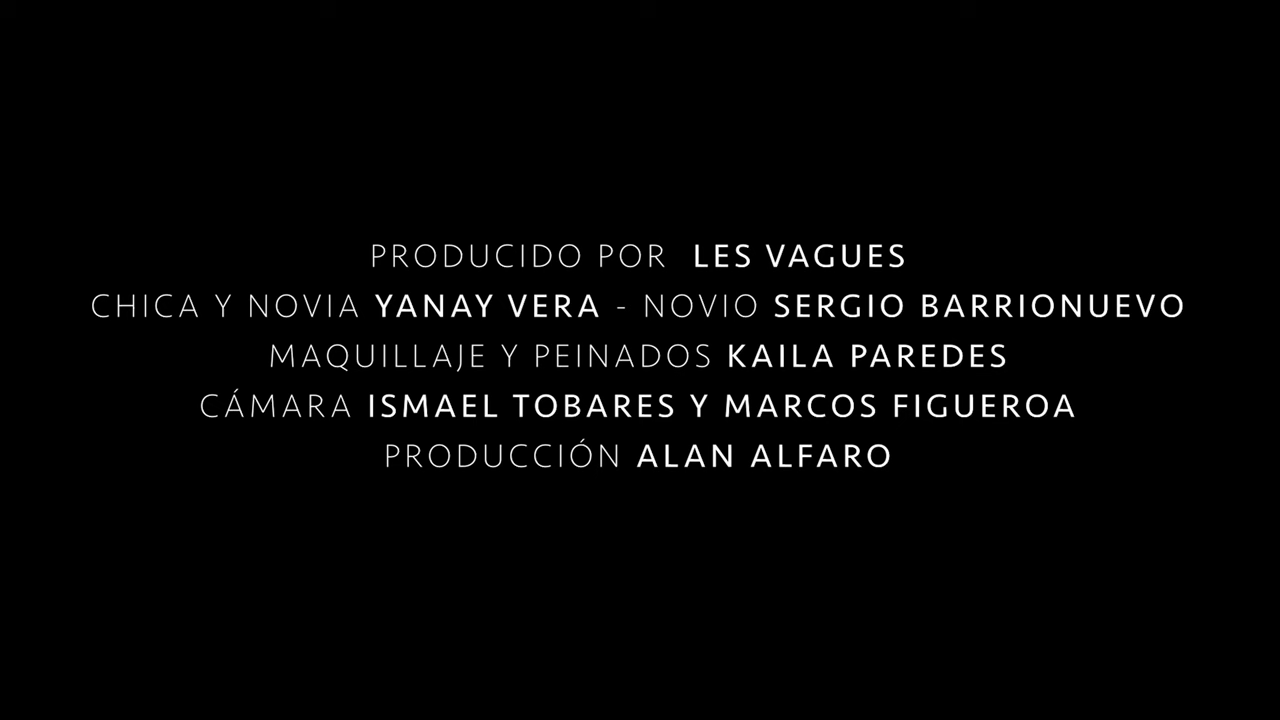 PRODUCIDO POR LES VAGUES
CHICA Y NOVIA YANAY VERA - NOVIO SERGIO BARRIONUEVO
MAQUILLAJE Y PEINADOS KAILA PAREDES
CÁMARA ISMAEL TOBARES Y MARCOS FIGUEROA
PRODUCCIÓN ALAN ALFARO